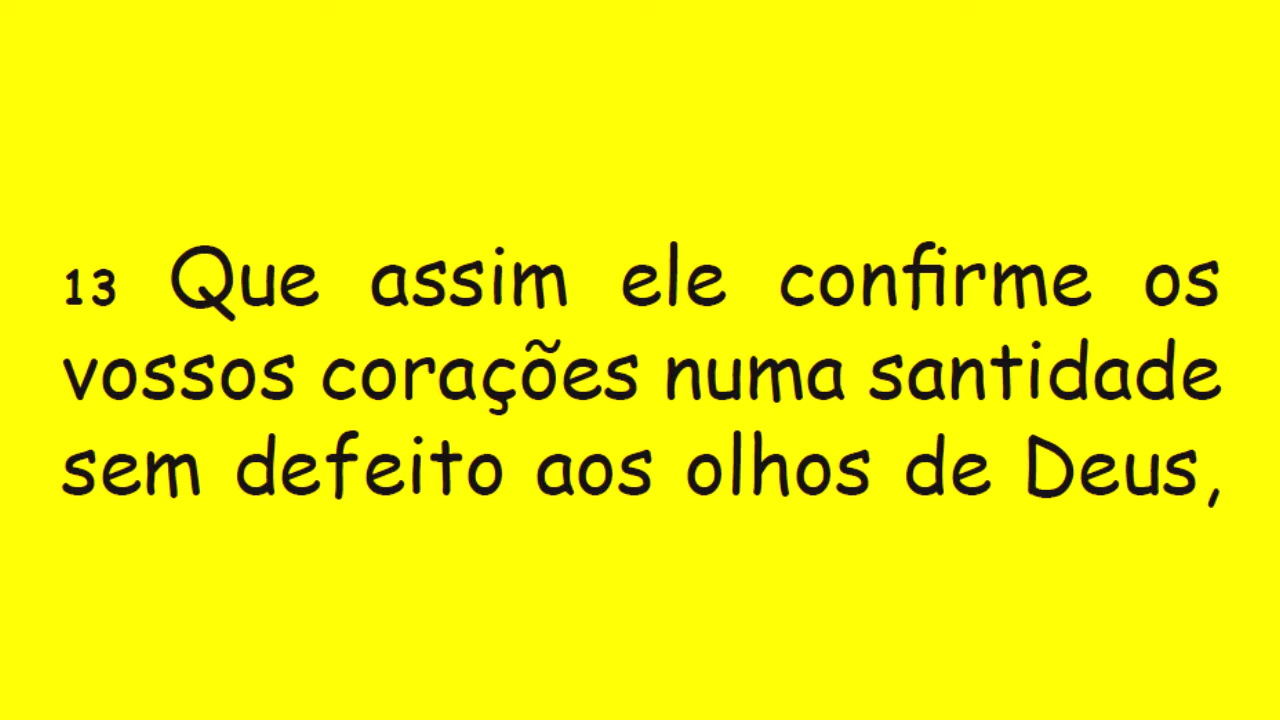 13 Que assim ele confirme os
vossos corações numa santidade
sem defeito aos olhos de Deus,